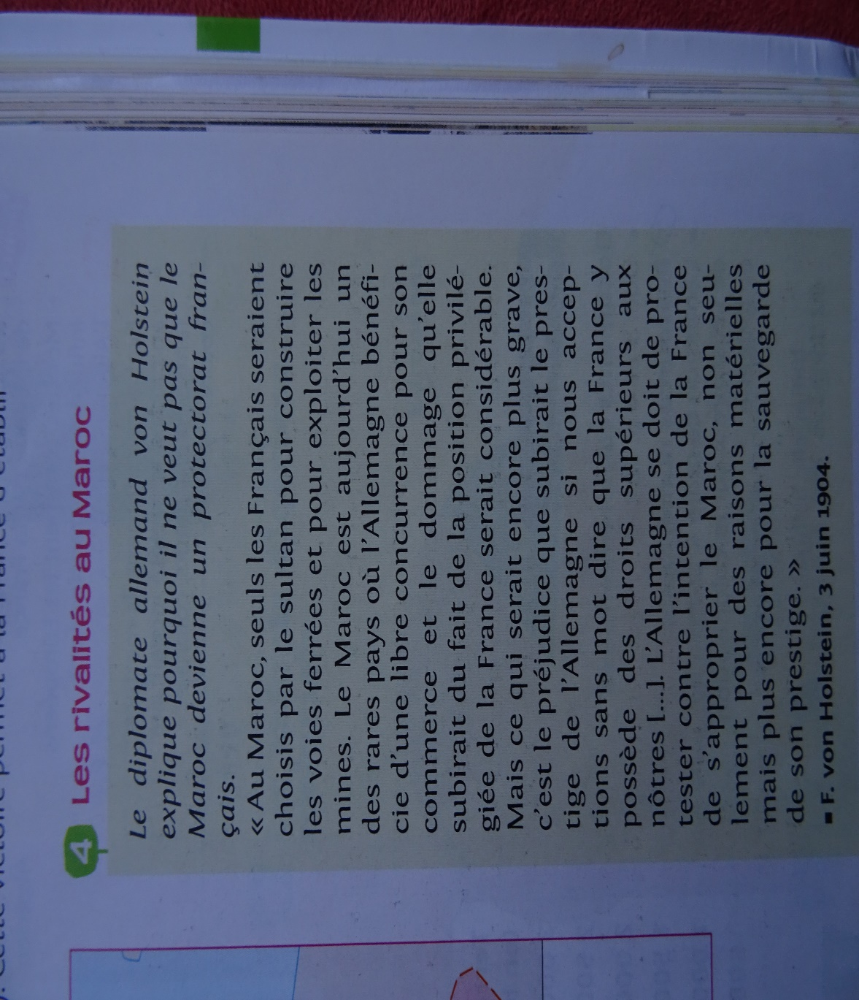 4 Les rivalités au Maroc
Le diplomate allemand von Holstein
explique pourquoi il ne veut pas que le
Maroc devienne un protectorat fran-
çais.
« Au Maroc, seuls les Français seraient
choisis par le sultan pour construire
les voies ferrées et pour exploiter les
mines. Le Maroc est aujourd'hui un
des rares pays où l'Allemagne bénéfi-
cie d'une libre concurrence pour son
commerce et le dommage qu'elle
subirait du fait de la position privilé-
giée de la France serait considérable.
Mais ce qui serait encore plus grave,
c'est le préjudice que subirait le pres-
tige de l'Allemagne si nous accep-
tions sans mot dire que la France y
possède des droits supérieurs aux
nôtres [...]. L'Allemagne se doit de pro-
tester contre l'intention de la France
de s'approprier le Maroc, non seu-
lement pour des raisons matérielles
mais plus encore pour la sauvegarde
de son prestige. »
▪ F. von Holstein, 3 juin 1904.